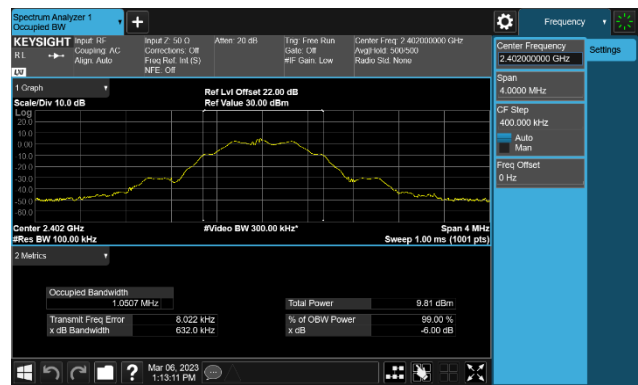 Spectrum Analyzer 1
Occupied BW
Frequency
KEYSIGHT
RL
Input: RF
Coupling: AC
Align: Auto
Input Z: 50 Ω
Corrections: Off
Freq Ref: Int (S)
NFE: Off
Atten: 20 dB
Trig: Free Run
Gate: Off
#IF Gain: Low
Center Freq: 2.402000000 GHz
Avg|Hold: 500/500
Radio Std: None
Center Frequency
2.402000000 GHz
Settings
Span
4.0000 MHz
CF Step
400.000 kHz
Auto
Man
Freq Offset
0 Hz
LXI
1 Graph
Scale/Div 10.0 dB
Ref Lvl Offset 22.00 dB
Ref Value 30.00 dBm
Log
20.0
10.0
0.00
-10.0
-20.0
-30.0
-40.0
-50.0
-60.0
Center 2.402 GHz
#Res BW 100.00 kHz
#Video BW 300.00 kHz*
Span 4 MHz
Sweep 1.00 ms (1001 pts)
2 Metrics
Occupied Bandwidth
1.0507 MHz
Total Power 9.81 dBm
Transmit Freq Error 8.022 kHz
% of OBW Power 99.00 %
x dB Bandwidth 632.0 kHz
x dB -6.00 dB
?
Mar 06, 2023
1:13:11 PM